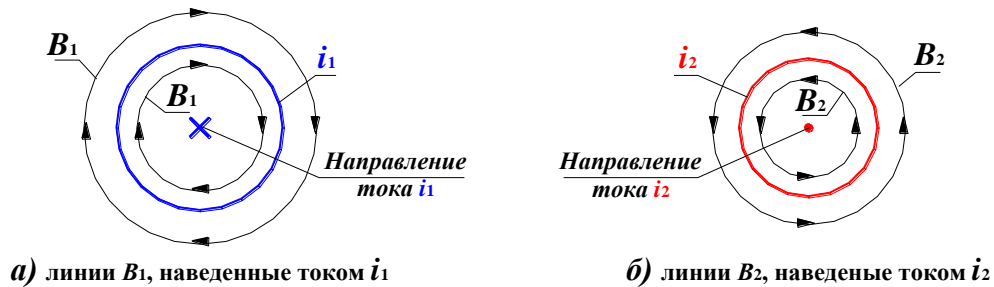 B1
i1
B1
Направление
тока i1
а) линии B1, наведенные током i1
i2
B2
B2
Направление
тока i2
б) линии B2, наведеные током i2